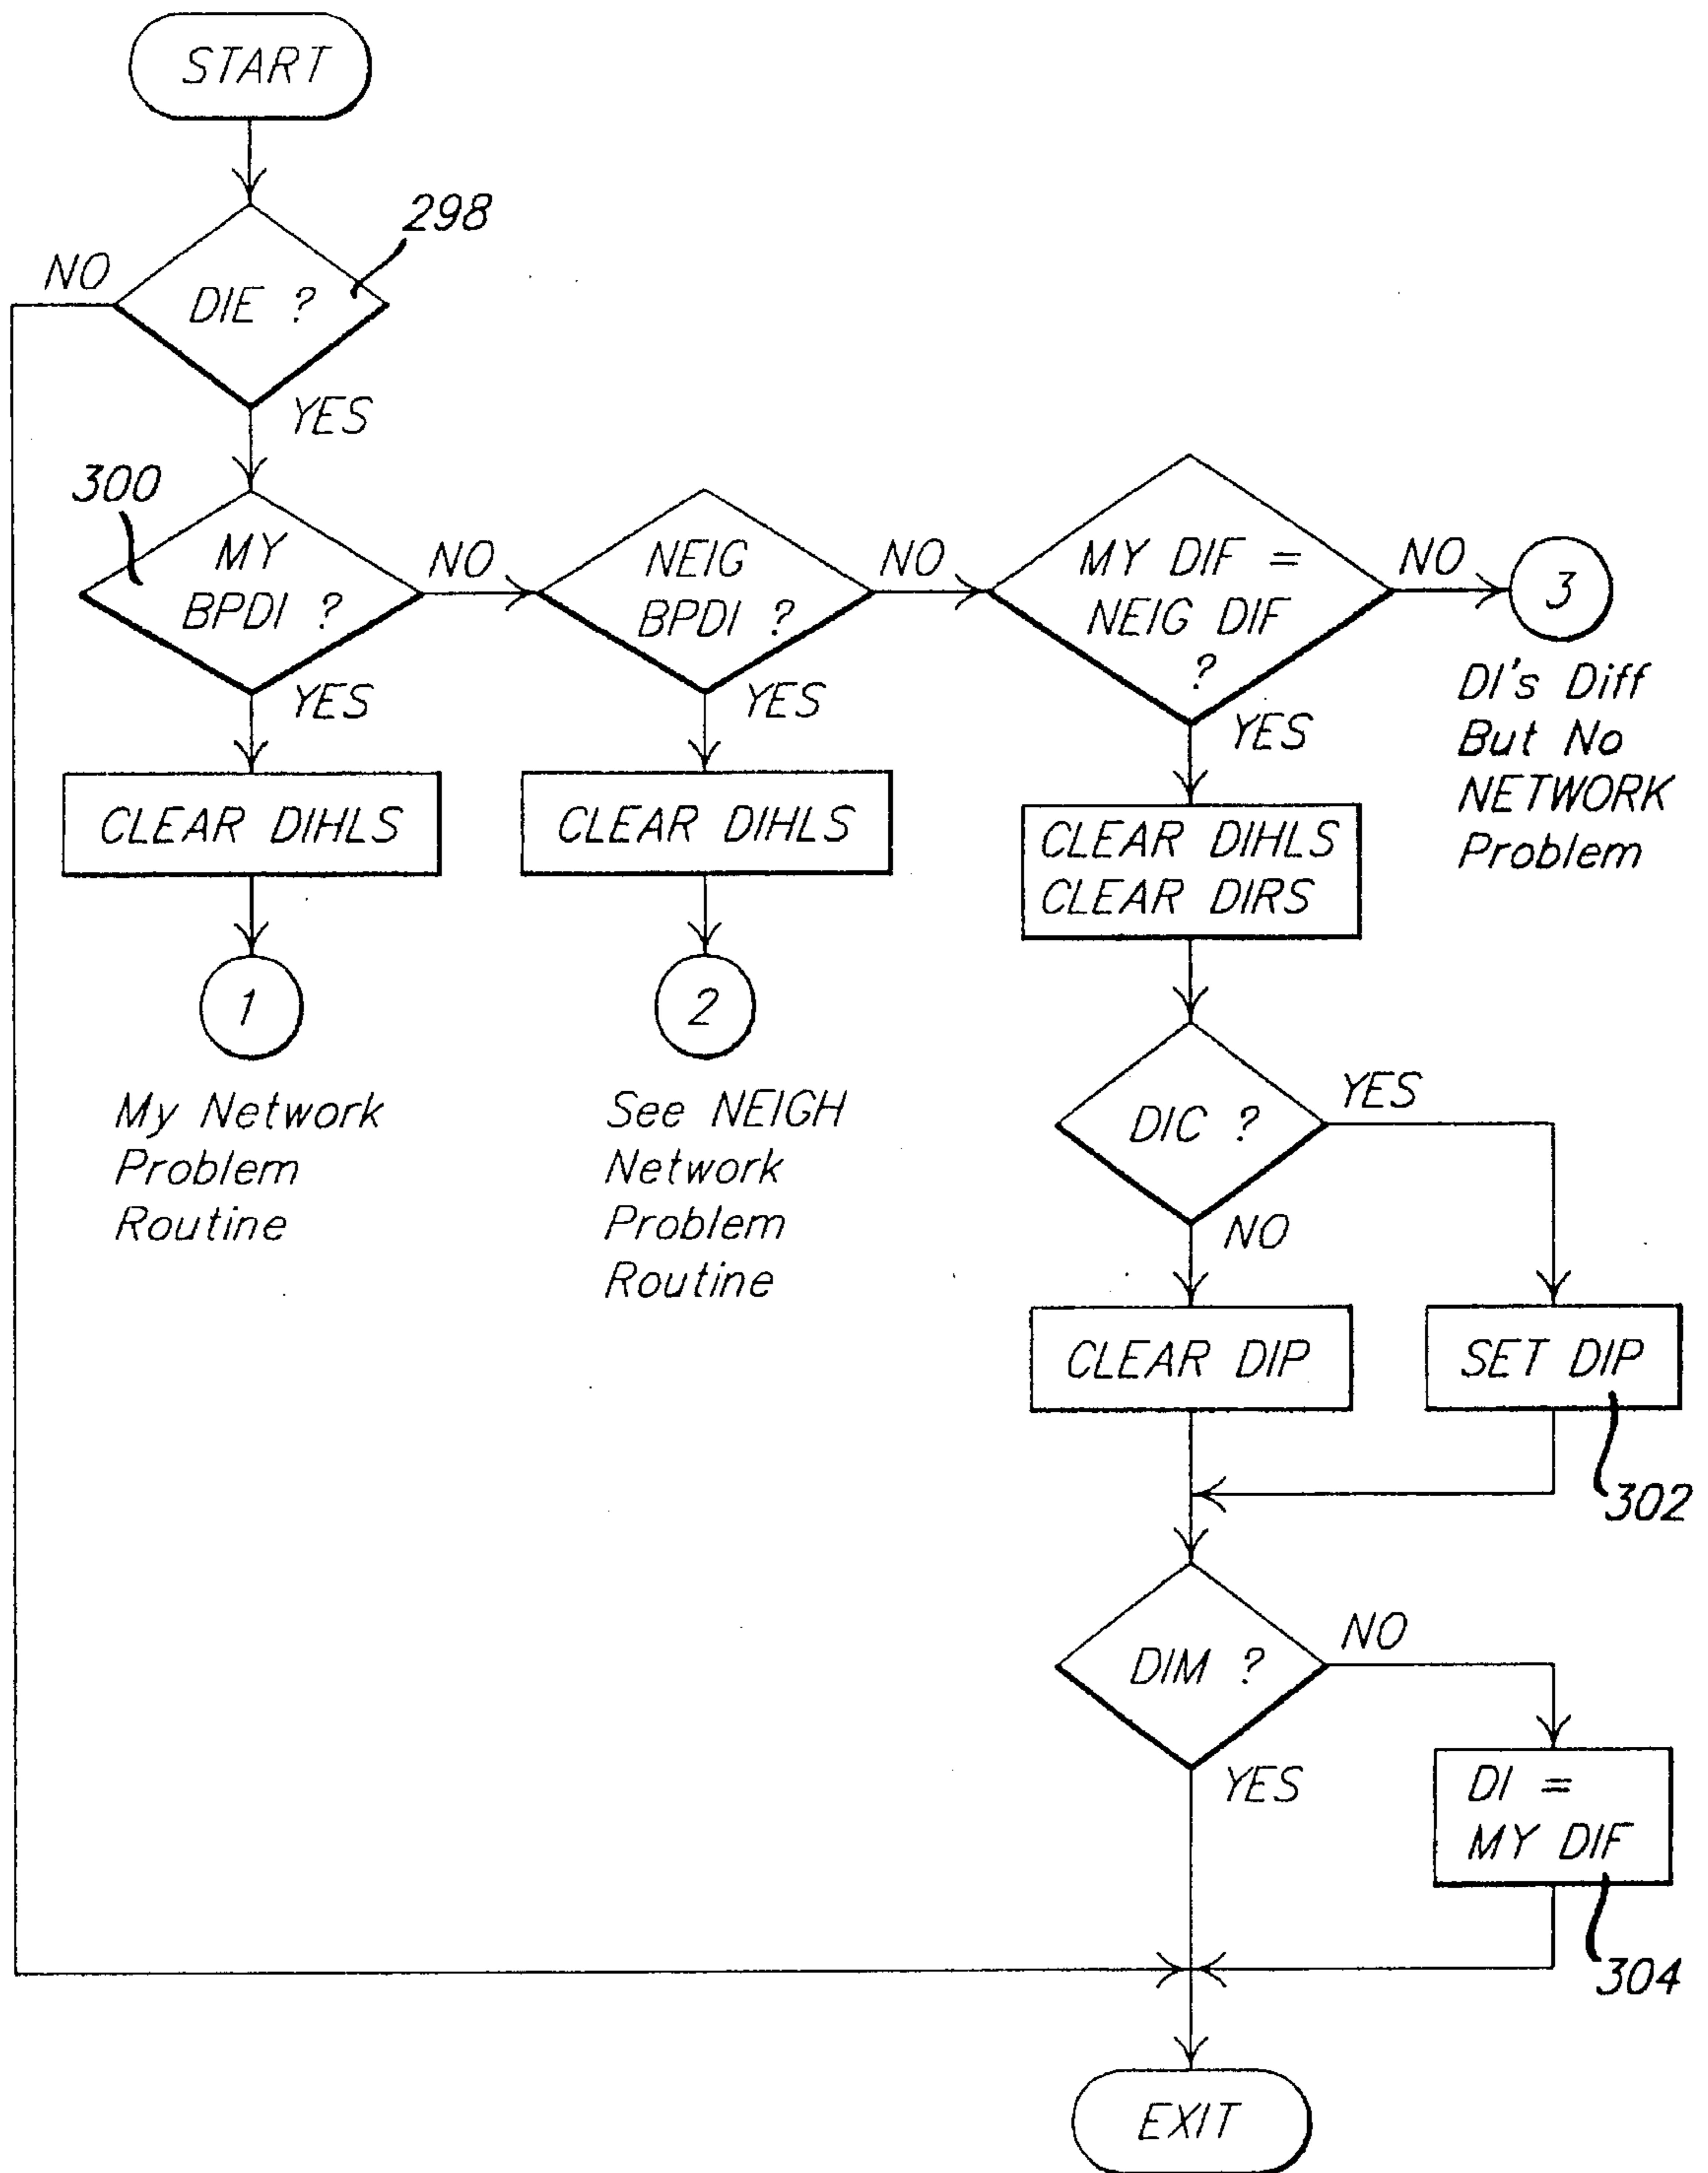 START
298
NO
DIE ?
YES
300
MY
BPDI ?
NO
NEIG
BPDI ?
NO
MY DIF =
NEIG DIF
?
NO
3
YES
YES
YES
DI's Diff
But No
NETWORK
Problem
CLEAR DIHLS
CLEAR DIHLS
CLEAR DIHLS
CLEAR DIRS
1
2
My Network
Problem
Routine
See NEIGH
Network
Problem
Routine
DIC ?
YES
NO
CLEAR DIP
SET DIP
302
DIM ?
NO
YES
DI =
MY DIF
304
EXIT